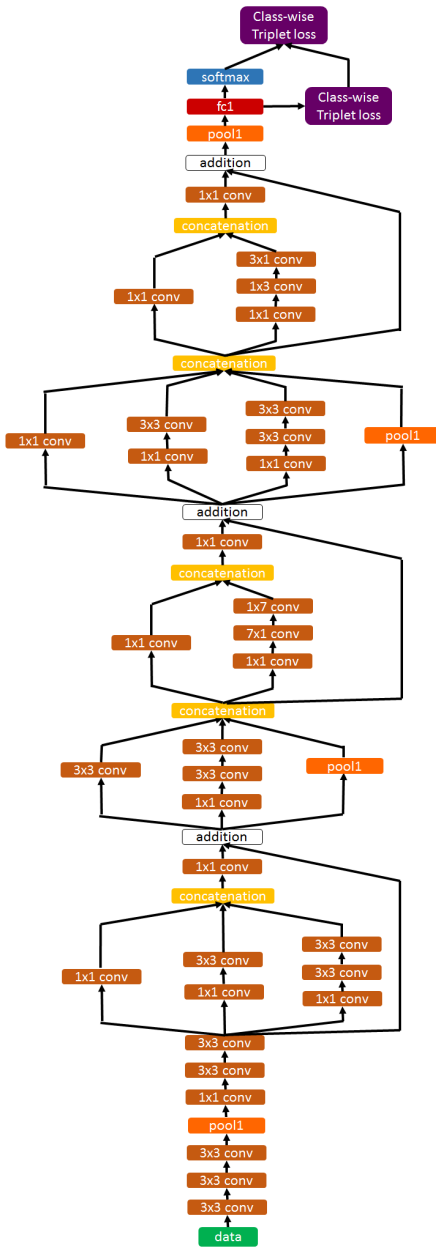 Class-wise
Triplet loss
softmax
fc1
Class-wise
Triplet loss
pool1
addition
1x1 conv
concatenation
3x1 conv
1x1 conv
1x3 conv
1x1 conv
concatenation
3x3 conv
3x3 conv
1x1 conv
3x3 conv
pool1
1x1 conv
1x1 conv
addition
1x1 conv
concatenation
1x7 conv
1x1 conv
7x1 conv
1x1 conv
concatenation
3x3 conv
3x3 conv
3x3 conv
pool1
1x1 conv
addition
1x1 conv
concatenation
3x3 conv
1x1 conv
3x3 conv
3x3 conv
1x1 conv
1x1 conv
3x3 conv
3x3 conv
1x1 conv
pool1
3x3 conv
3x3 conv
3x3 conv
data